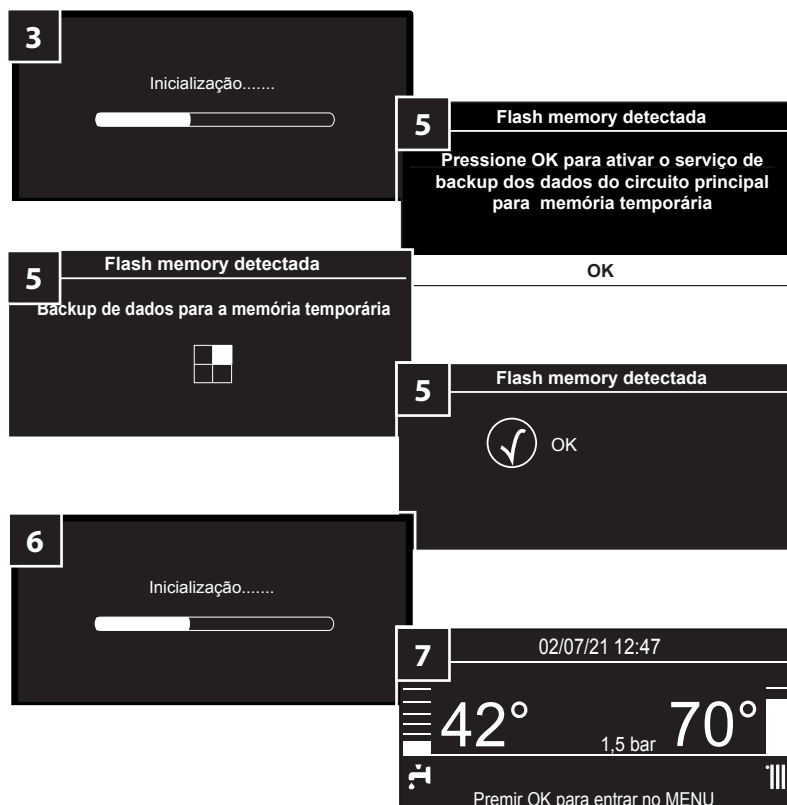 3
Inicialização.......
5
Flash memory detectada
Pressione OK para ativar o serviço de
backup dos dados do circuito principal
para memória temporária
OK
5
Flash memory detectada
Backup de dados para a memória temporária
5
Flash memory detectada
√ OK
6
Inicialização.......
7
02/07/21 12:47
42° 1,5 bar 70°
Premir OK para entrar no MENU